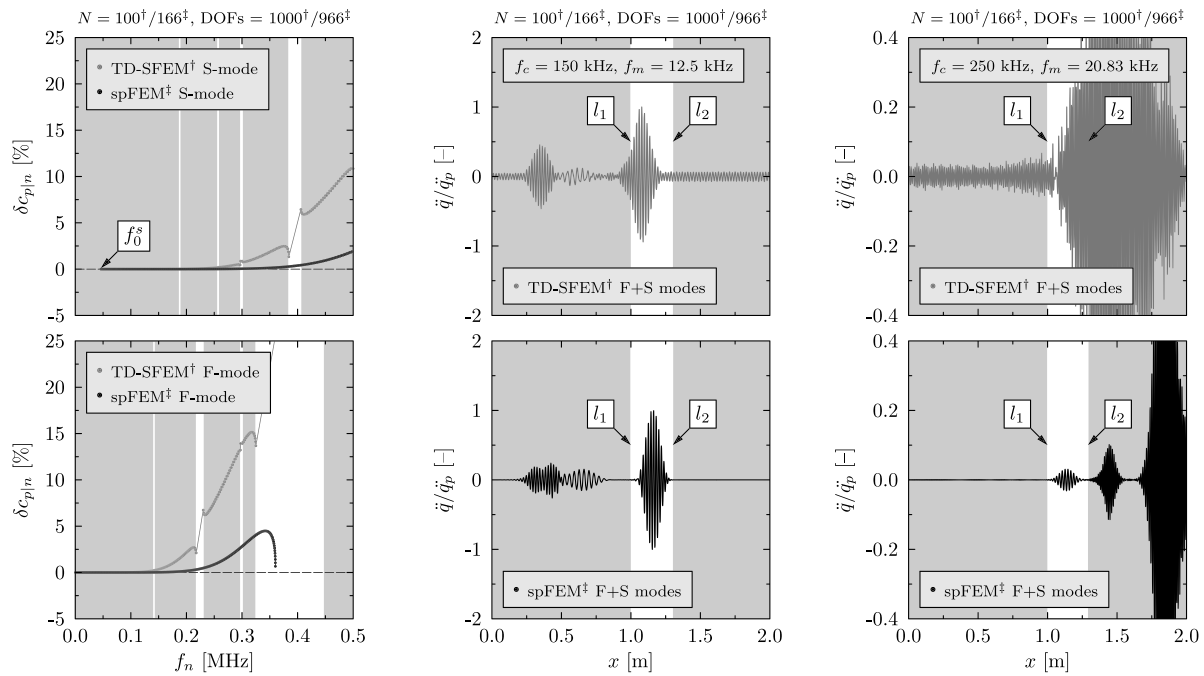 N = 100†/166‡, DOFs = 1000†/966‡
25
20
15
10
5
0
-5
δc_{p|n} [%]
TD-SFEM† S-mode
spFEM‡ S-mode
f_0^s
N = 100†/166‡, DOFs = 1000†/966‡
2
1
0
-1
-2
q̈/q̈_p [–]
f_c = 150 kHz, f_m = 12.5 kHz
l_1
l_2
TD-SFEM† F+S modes
N = 100†/166‡, DOFs = 1000†/966‡
0.4
0.2
0.0
-0.2
-0.4
q̈/q̈_p [–]
f_c = 250 kHz, f_m = 20.83 kHz
l_1
l_2
TD-SFEM† F+S modes
25
20
15
10
5
0
-5
δc_{p|n} [%]
TD-SFEM† F-mode
spFEM‡ F-mode
0.0 0.1 0.2 0.3 0.4 0.5
f_n [MHz]
2
1
0
-1
-2
q̈/q̈_p [–]
l_1
l_2
spFEM‡ F+S modes
0.0 0.5 1.0 1.5 2.0
x [m]
0.4
0.2
0.0
-0.2
-0.4
q̈/q̈_p [–]
l_1
l_2
spFEM‡ F+S modes
0.0 0.5 1.0 1.5 2.0
x [m]